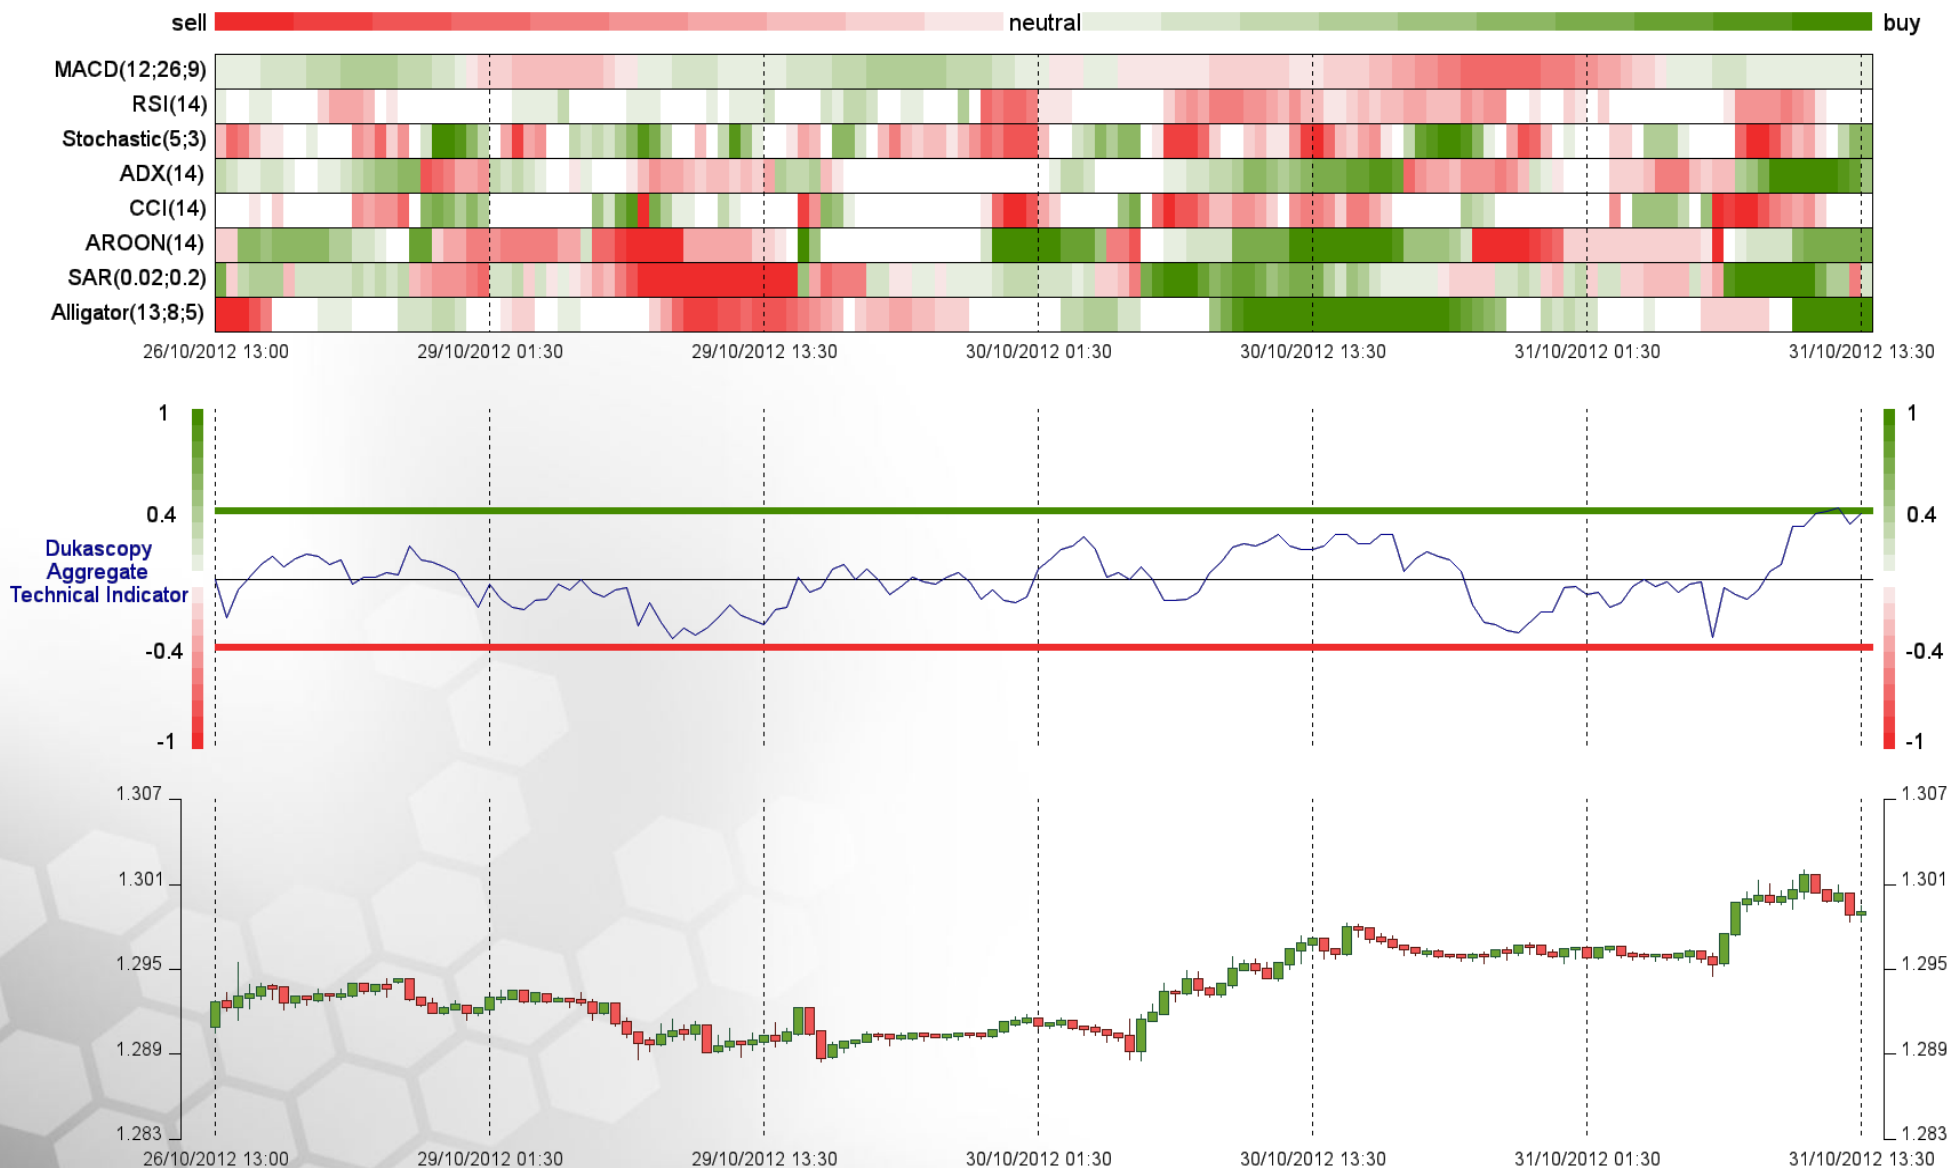 sell neutral buy
MACD(12;26;9)
RSI(14)
Stochastic(5;3)
ADX(14)
CCI(14)
AROON(14)
SAR(0.02;0.2)
Alligator(13;8;5)
26/10/2012 13:00 29/10/2012 01:30 29/10/2012 13:30 30/10/2012 01:30 30/10/2012 13:30 31/10/2012 01:30 31/10/2012 13:30
1 1
0.4 0.4
Dukascopy
Aggregate
Technical Indicator
-0.4 -0.4
-1 -1
1.307 1.307
1.301 1.301
1.295 1.295
1.289 1.289
1.283 1.283
26/10/2012 13:00 29/10/2012 01:30 29/10/2012 13:30 30/10/2012 01:30 30/10/2012 13:30 31/10/2012 01:30 31/10/2012 13:30